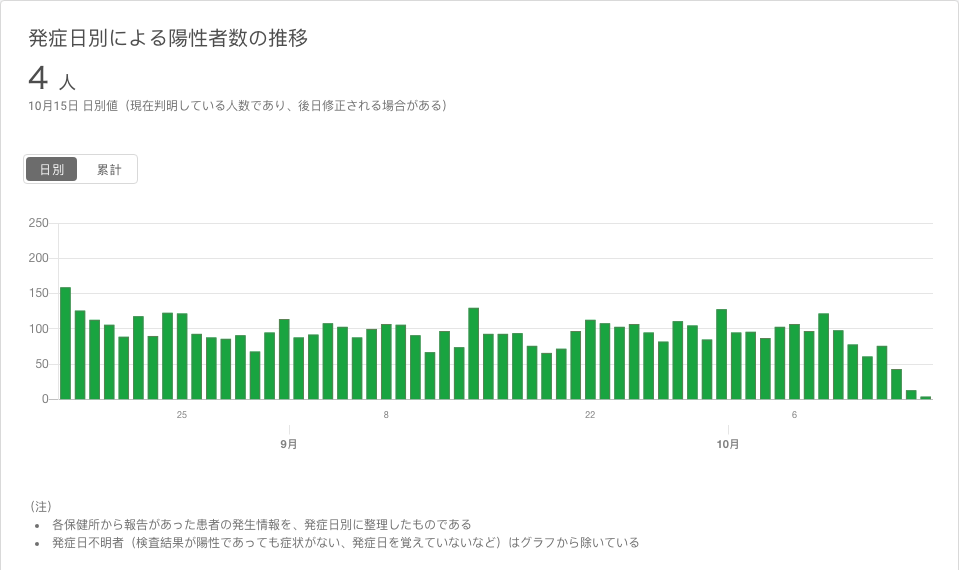 発症日別による陽性者数の推移
4 人
10月15日 日別値（現在判明している人数であり、後日修正される場合がある）
日別 累計
250
200
150
100
50
0
25 8 22 6
9月 10月
（注）
• 各保健所から報告があった患者の発生情報を、発症日別に整理したものである
• 発症日不明者（検査結果が陽性であっても症状がない、発症日を覚えていないなど）はグラフから除いている